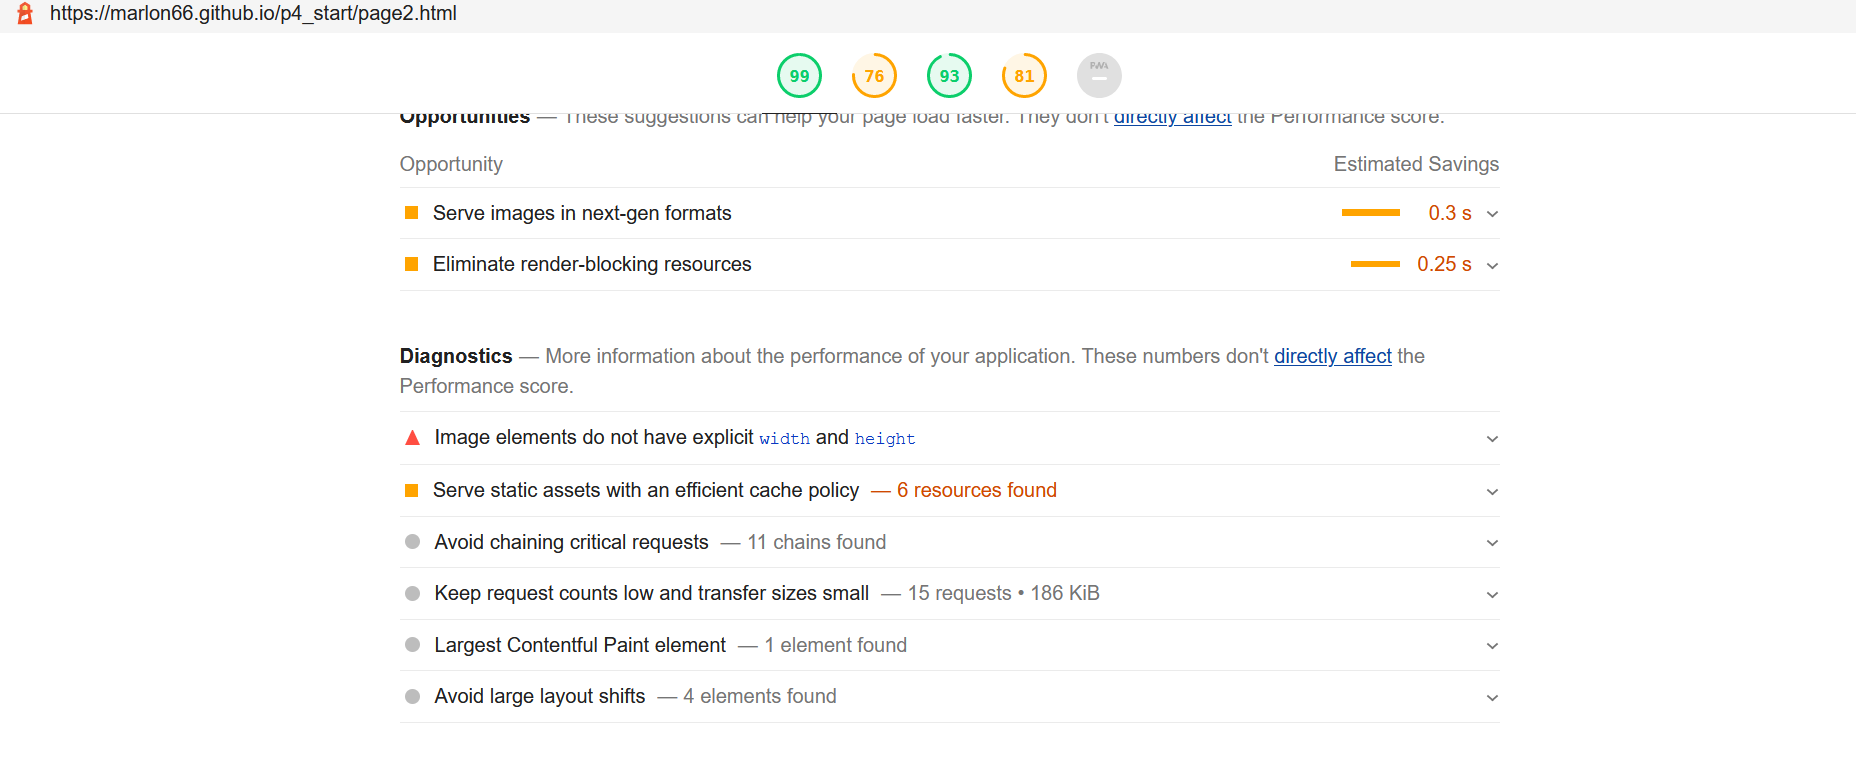 https://marlon66.github.io/p4_start/page2.html
99 76 93 81 PWA
Opportunities — These suggestions can help your page load faster. They don't directly affect the Performance score.
Opportunity Estimated Savings
Serve images in next-gen formats 0.3 s
Eliminate render-blocking resources 0.25 s
Diagnostics — More information about the performance of your application. These numbers don't directly affect the
Performance score.
Image elements do not have explicit width and height
Serve static assets with an efficient cache policy — 6 resources found
Avoid chaining critical requests — 11 chains found
Keep request counts low and transfer sizes small — 15 requests • 186 KiB
Largest Contentful Paint element — 1 element found
Avoid large layout shifts — 4 elements found